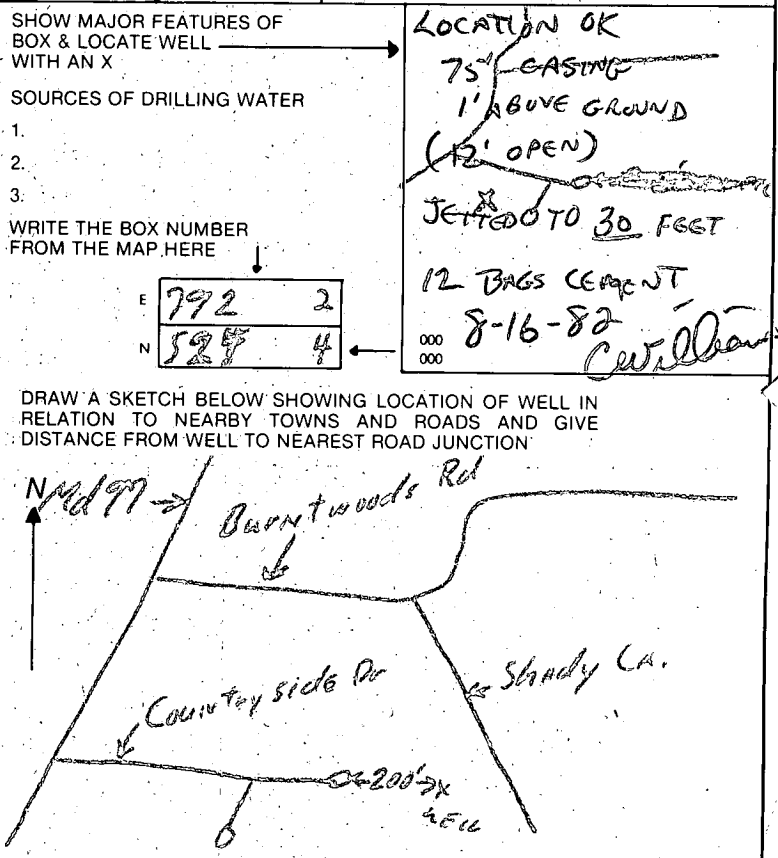 SHOW MAJOR FEATURES OF
BOX & LOCATE WELL
WITH AN X
SOURCES OF DRILLING WATER
1.
2.
3.
WRITE THE BOX NUMBER
FROM THE MAP HERE
E 792 2
N 527 4
LOCATION OK
75' CASING
1' ABOVE GROUND
(12' OPEN)
X
JETTED TO 30 FEET
12 BAGS CEMENT
000 8-16-82
000 CWilliams
DRAW A SKETCH BELOW SHOWING LOCATION OF WELL IN
RELATION TO NEARBY TOWNS AND ROADS AND GIVE
DISTANCE FROM WELL TO NEAREST ROAD JUNCTION
N Md 97
Burntwoods Rd
Shady Ln.
Countryside Dr
200' X
WELL